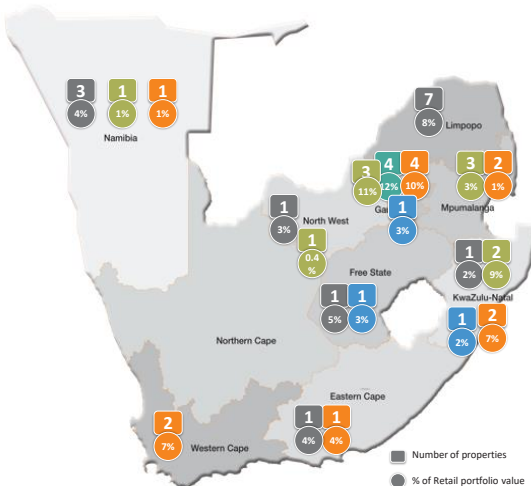 3 1 1
4% 1% 1%
Namibia
7
8%
Limpopo
3 4 4
11% 12% 10%
Ga
1
3%
3 2
3% 1%
Mpumalanga
1
3%
North West
1
0.4
%
1 2
2% 9%
KwaZulu-Natal
1 2
2% 7%
Free State
1 1
5% 3%
Northern Cape
Eastern Cape
1 1
4% 4%
2
7%
Western Cape
Number of properties
% of Retail portfolio value